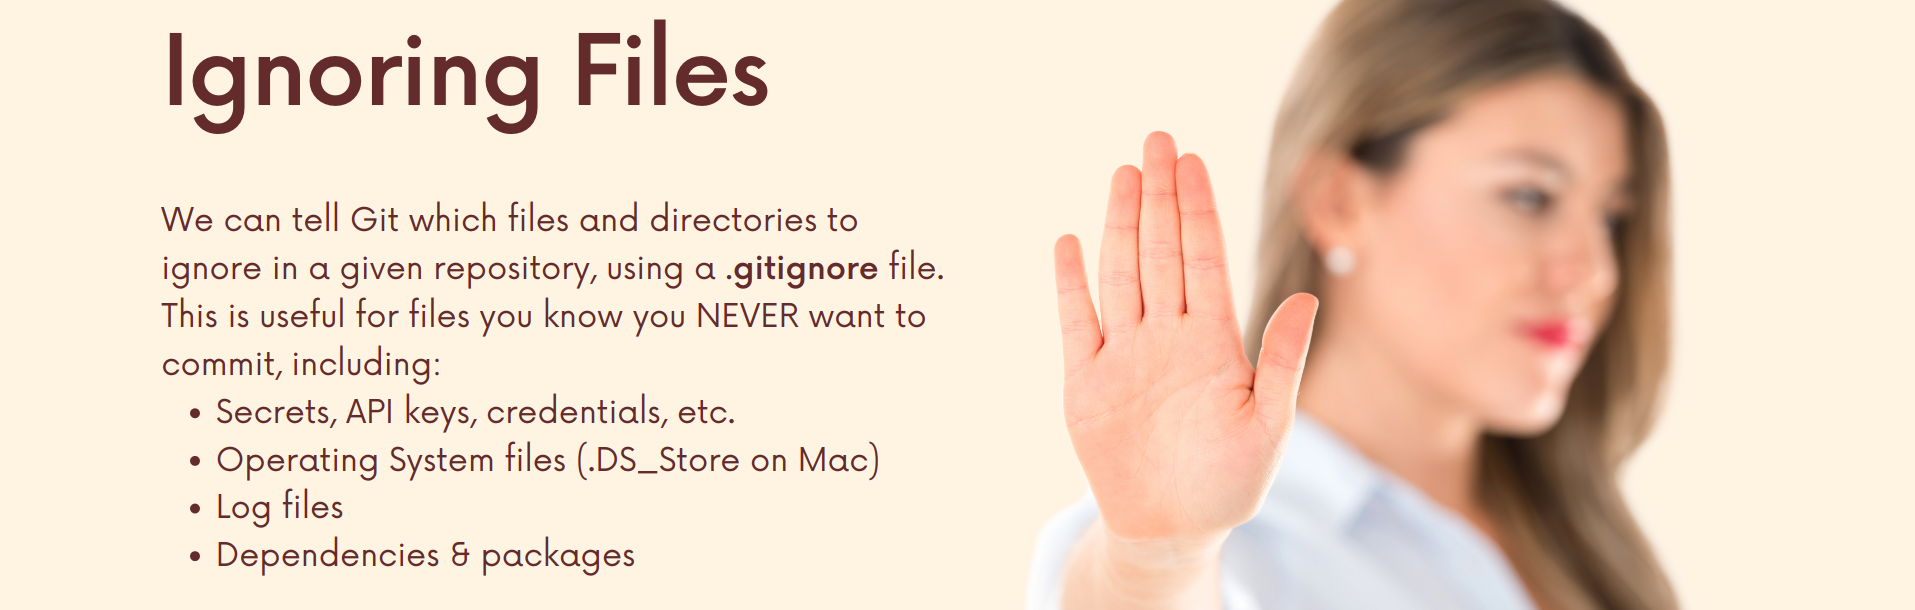 Ignoring Files
We can tell Git which files and directories to
ignore in a given repository, using a .gitignore file.
This is useful for files you know you NEVER want to
commit, including:
• Secrets, API keys, credentials, etc.
• Operating System files (.DS_Store on Mac)
• Log files
• Dependencies & packages